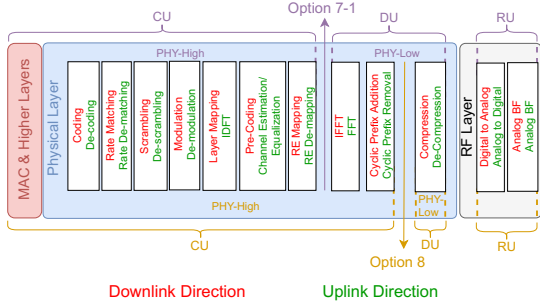 CU
Option 7-1
DU
RU
PHY-High
PHY-Low
MAC & Higher Layers
Physical Layer
Coding
De-coding
Rate Matching
Rate De-matching
Scrambling
De-scrambling
Modulation
De-modulation
Layer Mapping
IDFT
Pre-Coding
Channel Estimation/
Equalization
RE Mapping
RE De-mapping
IFFT
FFT
Cyclic Prefix Addition
Cyclic Prefix Removal
Compression
De-Compression
RF Layer
Digital to Analog
Analog to Digital
Analog BF
Analog BF
PHY-High
PHY-
Low
CU
Option 8
DU
RU
Downlink Direction
Uplink Direction